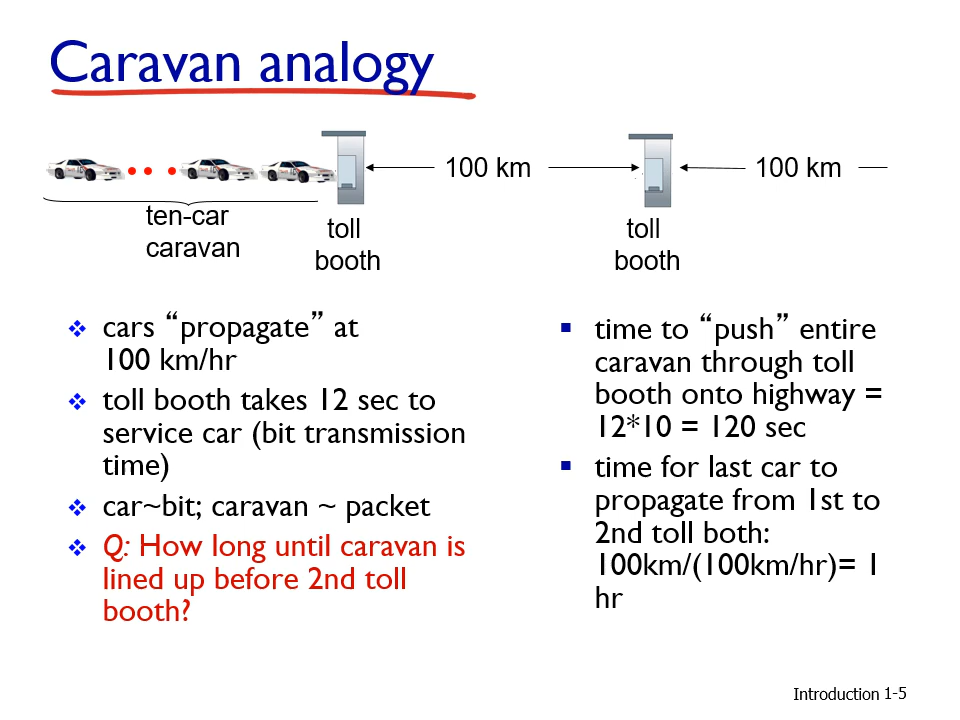 Caravan analogy
100 km
100 km
ten-car
caravan
toll
booth
toll
booth
cars “propagate” at
100 km/hr
toll booth takes 12 sec to
service car (bit transmission
time)
car~bit; caravan ~ packet
Q: How long until caravan is
lined up before 2nd toll
booth?
time to “push” entire
caravan through toll
booth onto highway =
12*10 = 120 sec
time for last car to
propagate from 1st to
2nd toll both:
100km/(100km/hr)= 1
hr
Introduction 1-5